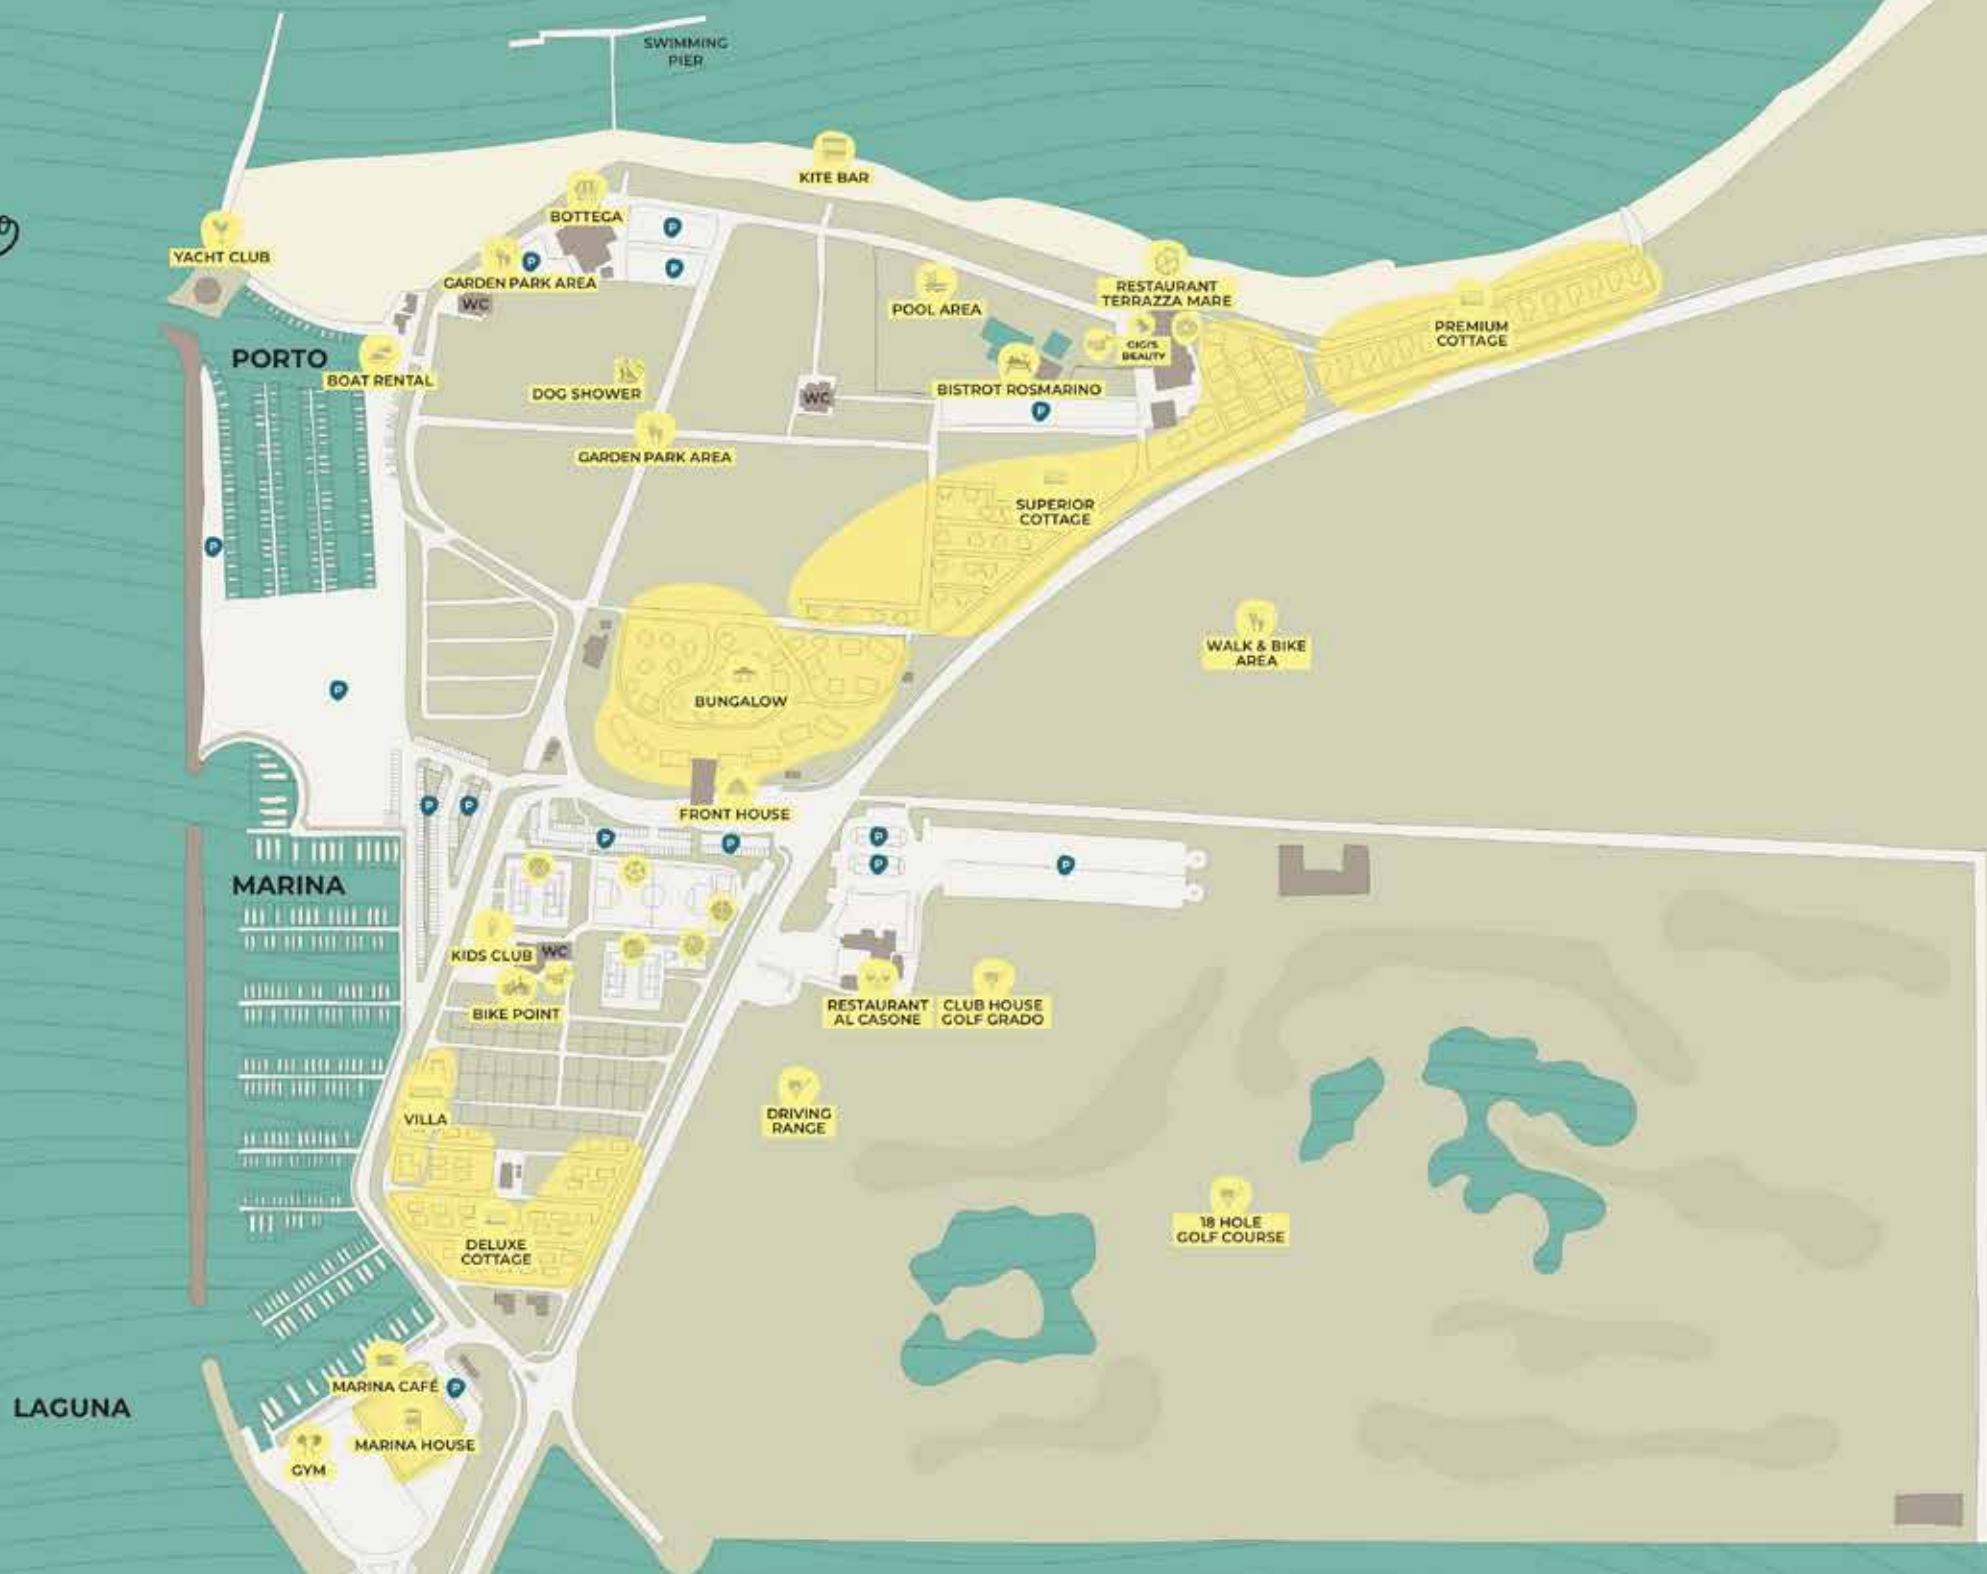 SWIMMING
PIER
KITE BAR
BOTTEGA
P
YACHT CLUB
P
P
GARDEN PARK AREA
WC
POOL AREA
RESTAURANT
TERRAZZA MARE
PREMIUM
COTTAGE
PORTO
BOAT RENTAL
GIGI'S
BEAUTY
DOG SHOWER
WC
BISTROT ROSMARINO
P
GARDEN PARK AREA
SUPERIOR
COTTAGE
P
WALK & BIKE
AREA
P
BUNGALOW
P
P
FRONT HOUSE
P
P
P
P
P
MARINA
KIDS CLUB
WC
BIKE POINT
RESTAURANT
AL CASONE
CLUB HOUSE
GOLF GRADO
VILLA
DRIVING
RANGE
18 HOLE
GOLF COURSE
DELUXE
COTTAGE
MARINA CAFÉ
P
LAGUNA
MARINA HOUSE
GYM